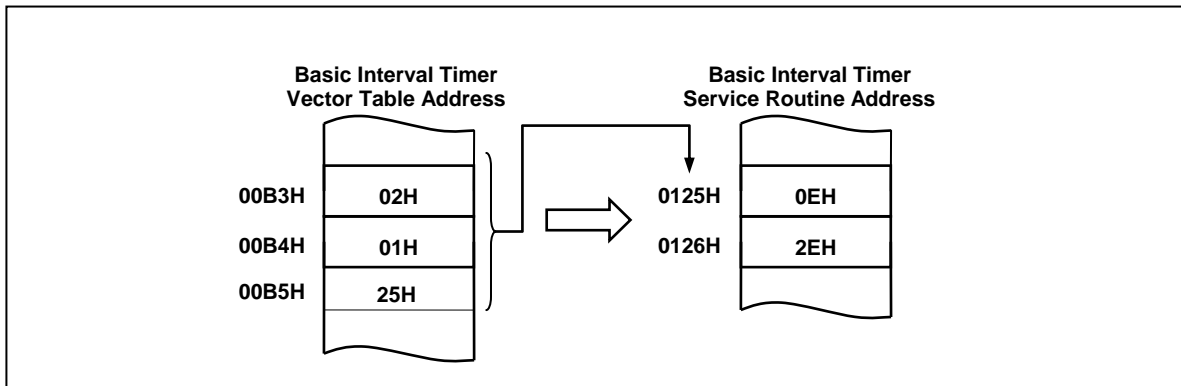 Basic Interval Timer
Vector Table Address
Basic Interval Timer
Service Routine Address
00B3H 02H 0125H 0EH
00B4H 01H 0126H 2EH
00B5H 25H